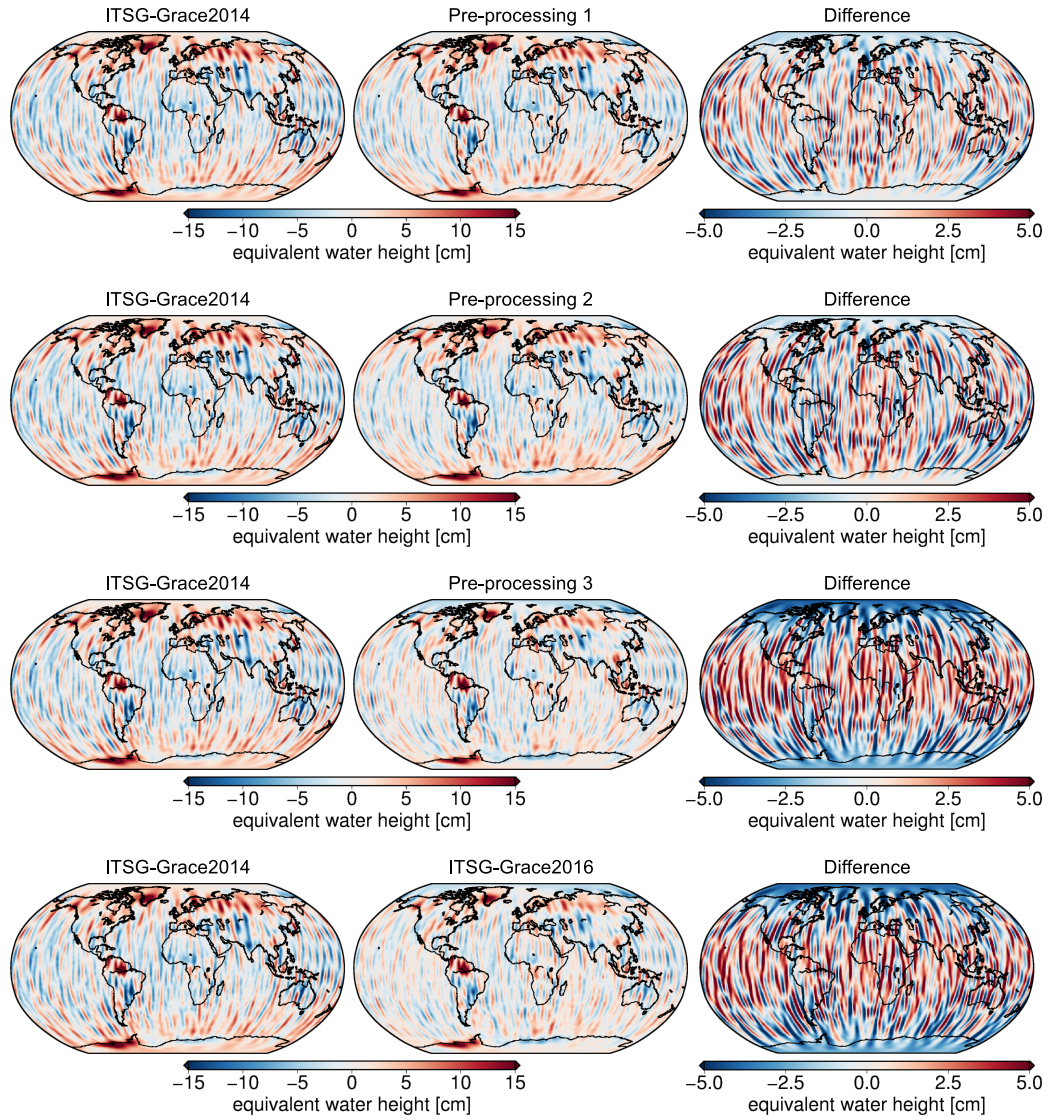 ITSG-Grace2014 Pre-processing 1 Difference
−15 −10 −5 0 5 10 15 −5.0 −2.5 0.0 2.5 5.0
equivalent water height [cm] equivalent water height [cm]
ITSG-Grace2014 Pre-processing 2 Difference
−15 −10 −5 0 5 10 15 −5.0 −2.5 0.0 2.5 5.0
equivalent water height [cm] equivalent water height [cm]
ITSG-Grace2014 Pre-processing 3 Difference
−15 −10 −5 0 5 10 15 −5.0 −2.5 0.0 2.5 5.0
equivalent water height [cm] equivalent water height [cm]
ITSG-Grace2014 ITSG-Grace2016 Difference
−15 −10 −5 0 5 10 15 −5.0 −2.5 0.0 2.5 5.0
equivalent water height [cm] equivalent water height [cm]